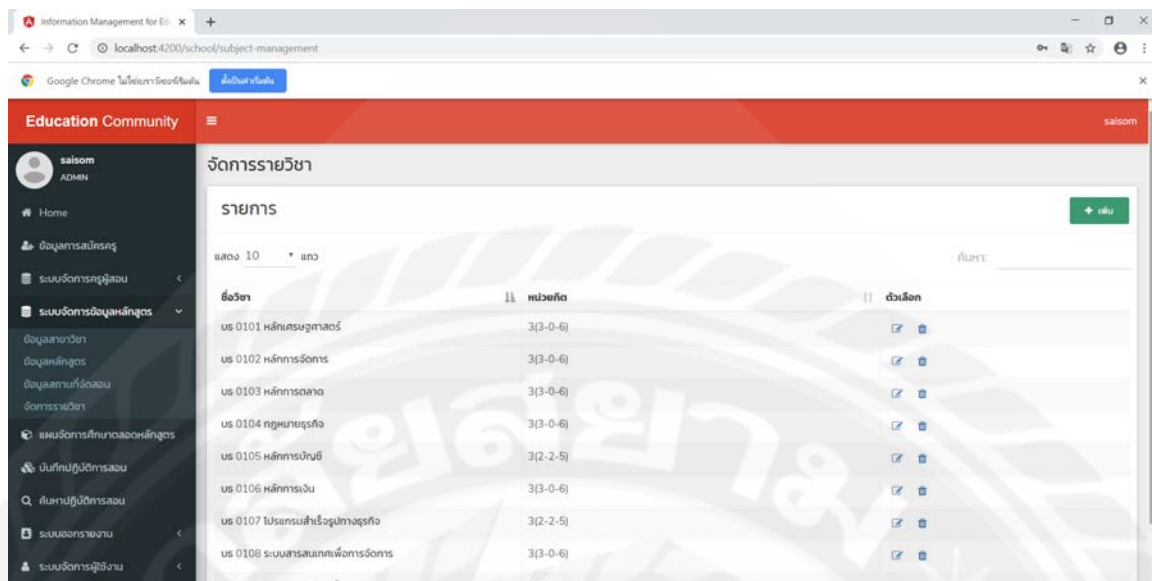 Information Management for Ed
localhost:4200/school/subject-management
Google Chrome ไม่ใช่เบราว์เซอร์เริ่มต้น ตั้งเป็นค่าเริ่มต้น
Education Community
saisom
saisom
ADMIN
Home
ข้อมูลการสมัครครู
ระบบจัดการครูผู้สอน
ระบบจัดการข้อมูลหลักสูตร
ข้อมูลสาขาวิชา
ข้อมูลหลักสูตร
ข้อมูลสถานที่จัดสอบ
จัดการรายวิชา
แผนจัดการศึกษาตลอดหลักสูตร
บันทึกปฏิบัติการสอน
ค้นหาปฏิบัติการสอน
ระบบออกรายงาน
ระบบจัดการผู้ใช้งาน
จัดการรายวิชา
รายการ
เพิ่ม
แสดง 10 แถว
ค้นหา:
ชื่อวิชา หน่วยกิต ตัวเลือก
บธ 0101 หลักเศรษฐศาสตร์ 3(3-0-6)
บธ 0102 หลักการจัดการ 3(3-0-6)
บธ 0103 หลักการตลาด 3(3-0-6)
บธ 0104 กฎหมายธุรกิจ 3(3-0-6)
บธ 0105 หลักการบัญชี 3(2-2-5)
บธ 0106 หลักการเงิน 3(3-0-6)
บธ 0107 โปรแกรมสำเร็จรูปทางธุรกิจ 3(2-2-5)
บธ 0108 ระบบสารสนเทศเพื่อการจัดการ 3(3-0-6)